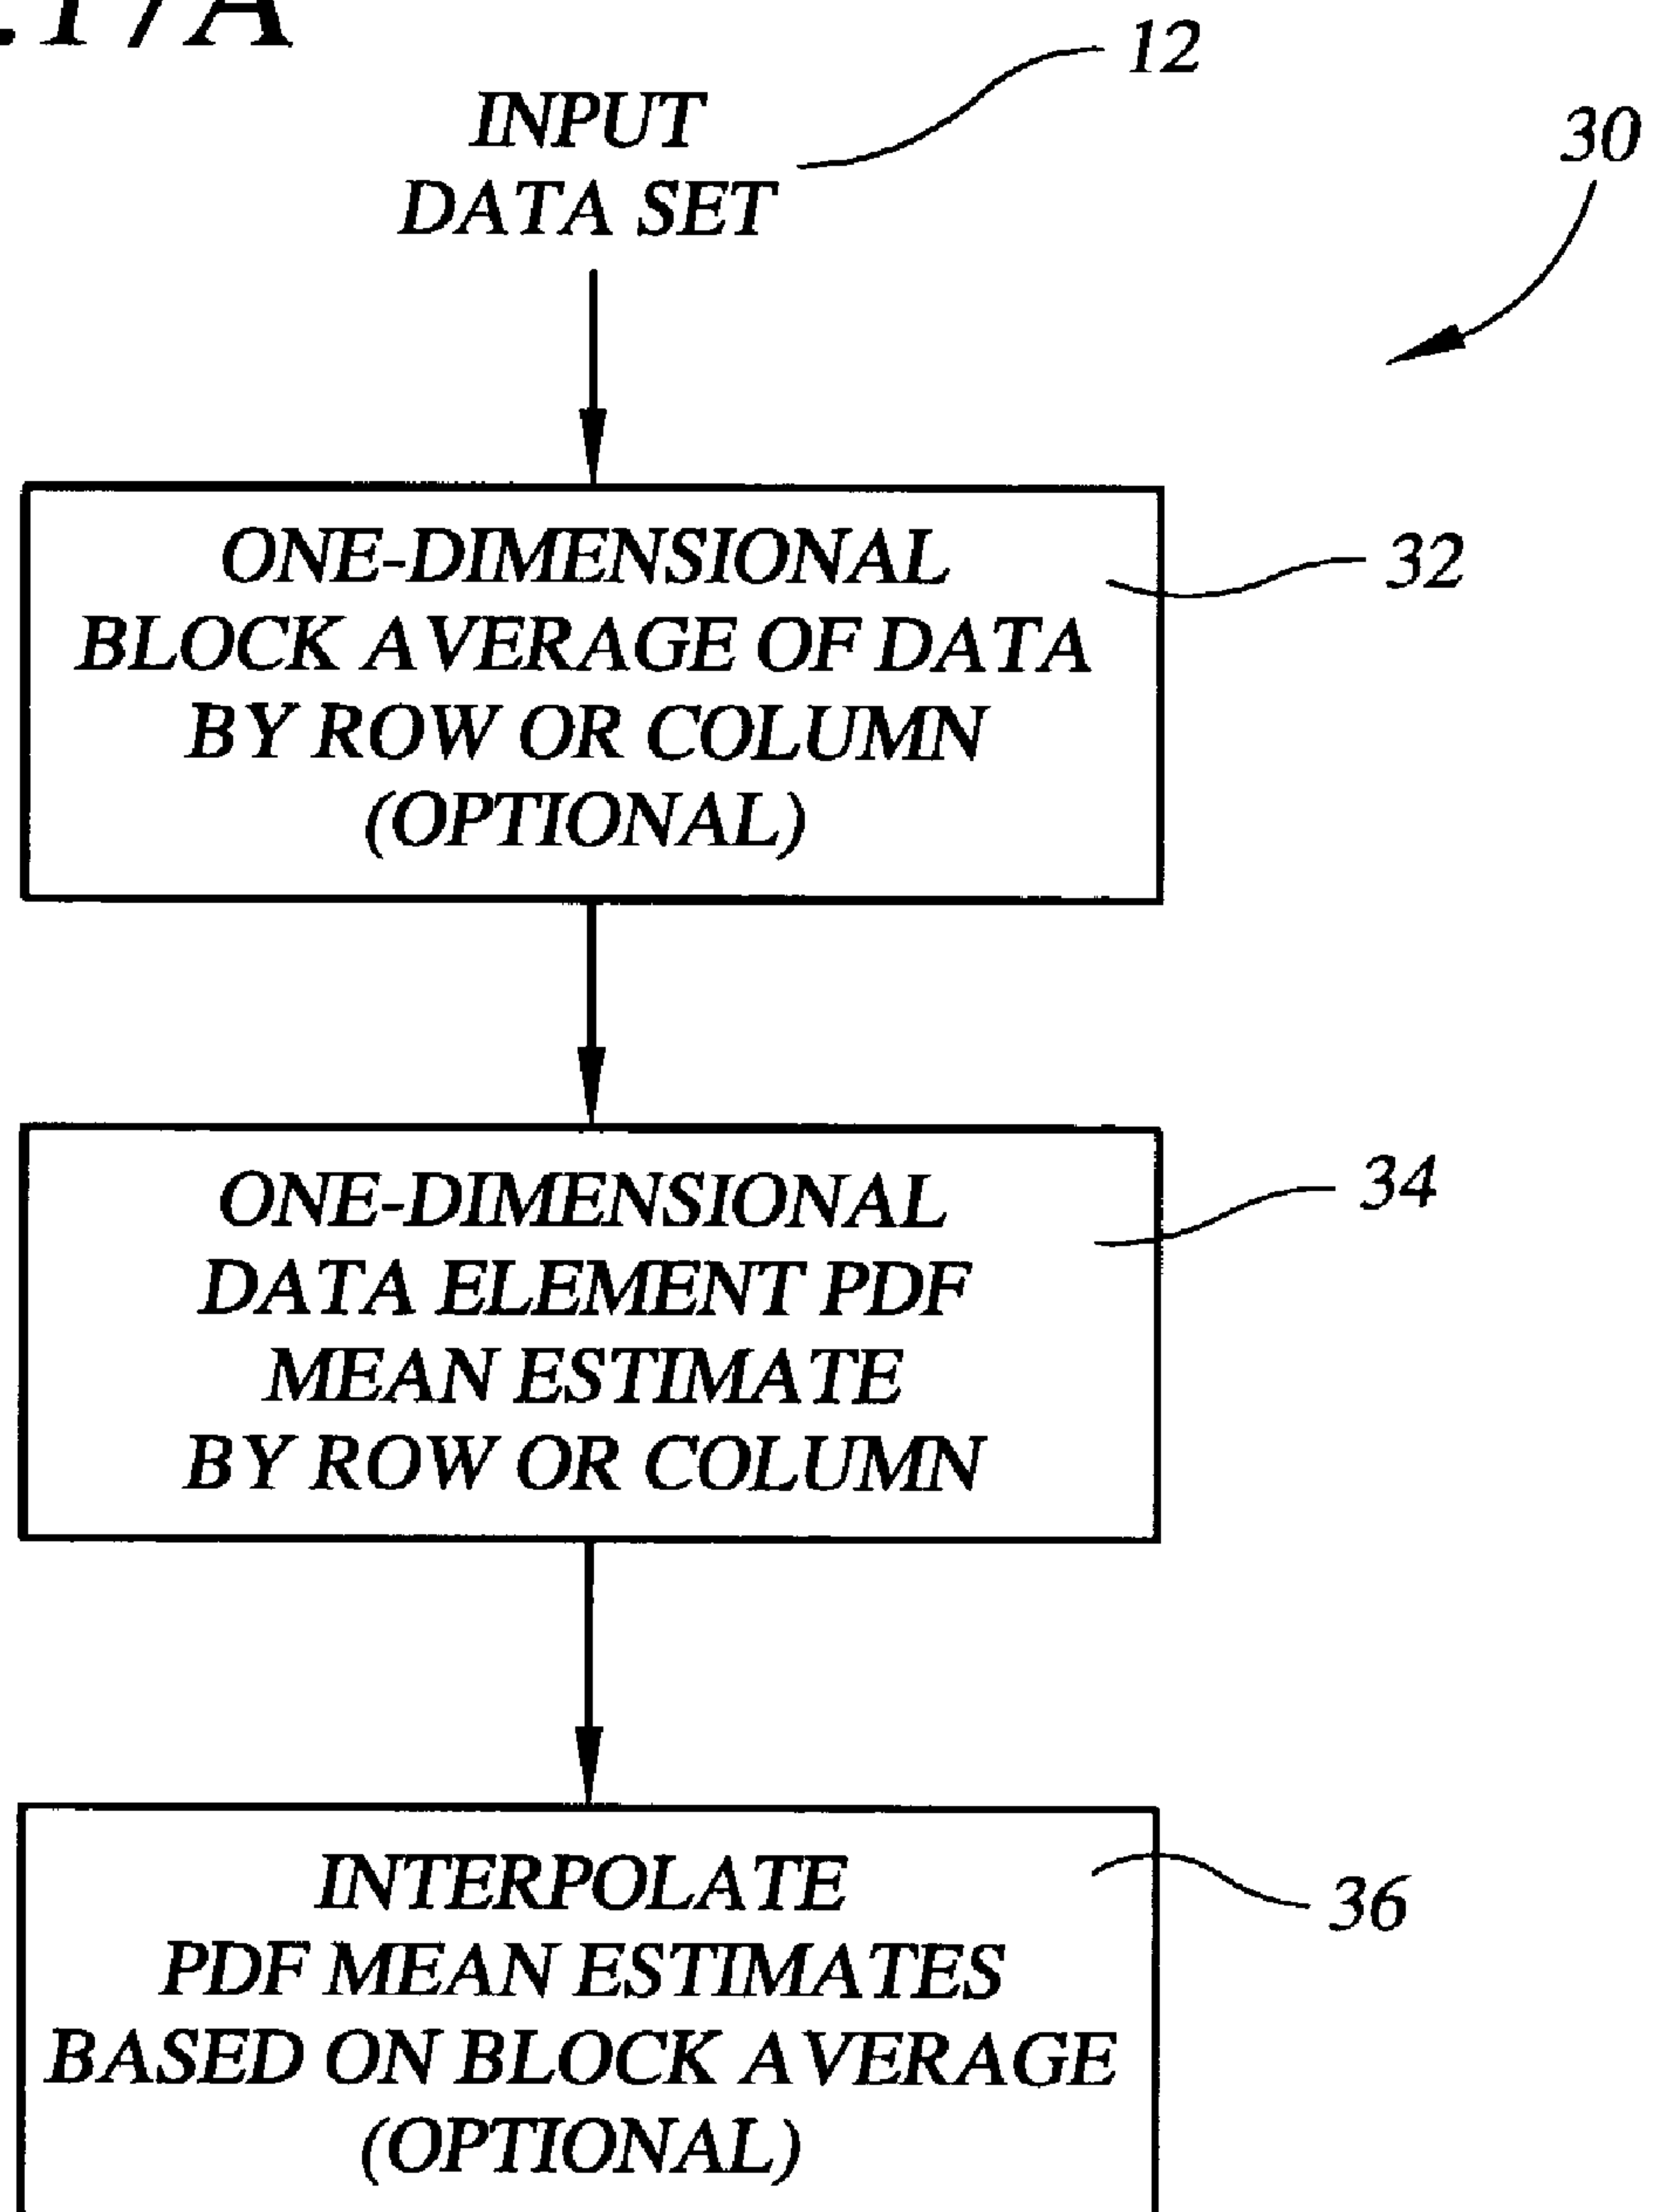 12
INPUT
DATA SET
30
ONE-DIMENSIONAL
BLOCK AVERAGE OF DATA
BY ROW OR COLUMN
(OPTIONAL)
32
ONE-DIMENSIONAL
DATA ELEMENT PDF
MEAN ESTIMATE
BY ROW OR COLUMN
34
INTERPOLATE
PDF MEAN ESTIMATES
BASED ON BLOCK AVERAGE
(OPTIONAL)
36